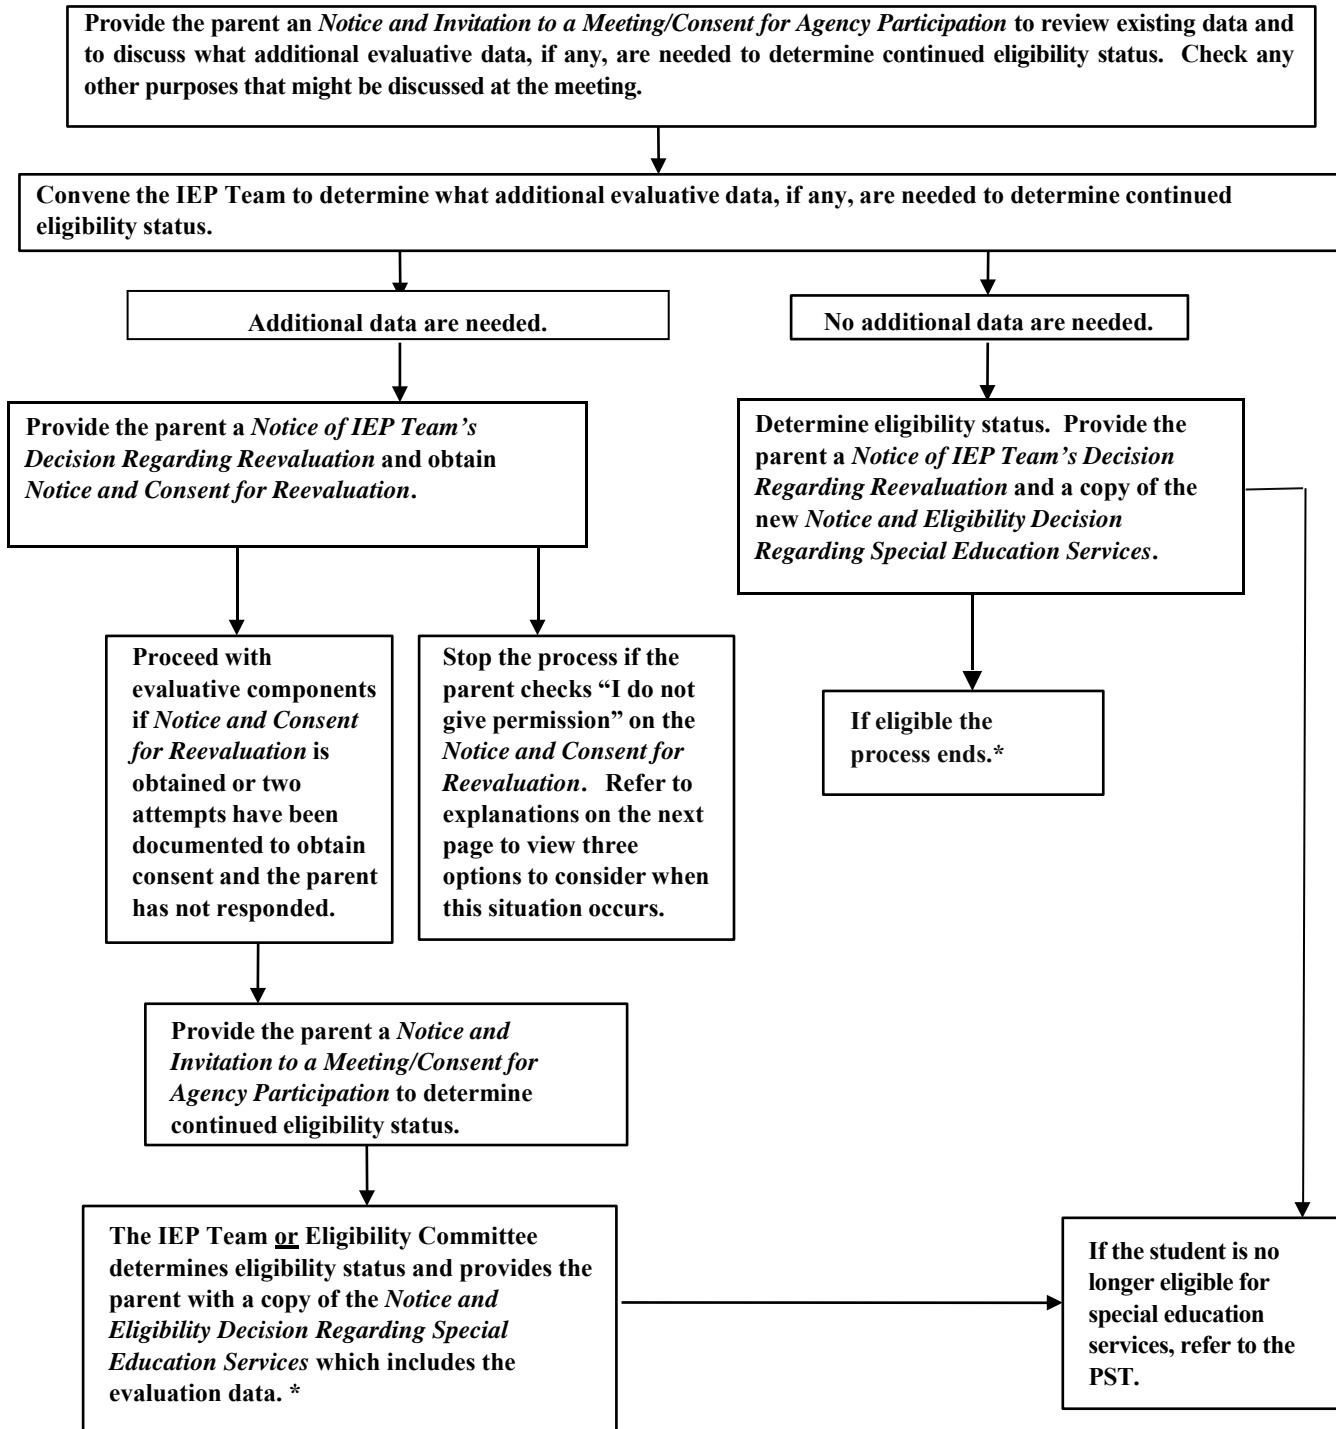 Provide the parent an Notice and Invitation to a Meeting/Consent for Agency Participation to review existing data and
to discuss what additional evaluative data, if any, are needed to determine continued eligibility status. Check any
other purposes that might be discussed at the meeting.
Convene the IEP Team to determine what additional evaluative data, if any, are needed to determine continued
eligibility status.
Additional data are needed.
No additional data are needed.
Provide the parent a Notice of IEP Team’s
Decision Regarding Reevaluation and obtain
Notice and Consent for Reevaluation.
Determine eligibility status. Provide the
parent a Notice of IEP Team’s Decision
Regarding Reevaluation and a copy of the
new Notice and Eligibility Decision
Regarding Special Education Services.
Proceed with
evaluative components
if Notice and Consent
for Reevaluation is
obtained or two
attempts have been
documented to obtain
consent and the parent
has not responded.
Stop the process if the
parent checks “I do not
give permission” on the
Notice and Consent for
Reevaluation. Refer to
explanations on the next
page to view three
options to consider when
this situation occurs.
If eligible the
process ends.*
Provide the parent a Notice and
Invitation to a Meeting/Consent for
Agency Participation to determine
continued eligibility status.
The IEP Team or Eligibility Committee
determines eligibility status and provides the
parent with a copy of the Notice and
Eligibility Decision Regarding Special
Education Services which includes the
evaluation data. *
If the student is no
longer eligible for
special education
services, refer to the
PST.